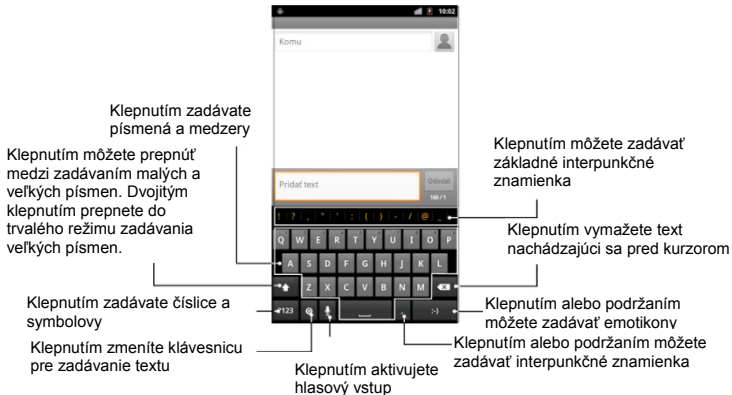 10:02
Komu
Klepnutím zadávate
písmená a medzery
Klepnutím môžete prepnúť
medzi zadávaním malých a
veľkých písmen. Dvojitým
klepnutím prepnete do
trvalého režimu zadávania
veľkých písmen.
Klepnutím môžete zadávať
základné interpunkčné
znamienka
Pridať text
Odoslať
160 / 1
! ? , " ' : ( ) - / @ _
Q W E R T Y U I O P
Klepnutím vymažete text
nachádzajúci sa pred kurzorom
A S D F G H J K L
Z X C V B N M
Klepnutím zadávate číslice a
symbolovy
?123
:-)
Klepnutím alebo podržaním
môžete zadávať emotikony
Klepnutím zmeníte klávesnicu
pre zadávanie textu
Klepnutím alebo podržaním môžete
zadávať interpunkčné znamienka
Klepnutím aktivujete
hlasový vstup